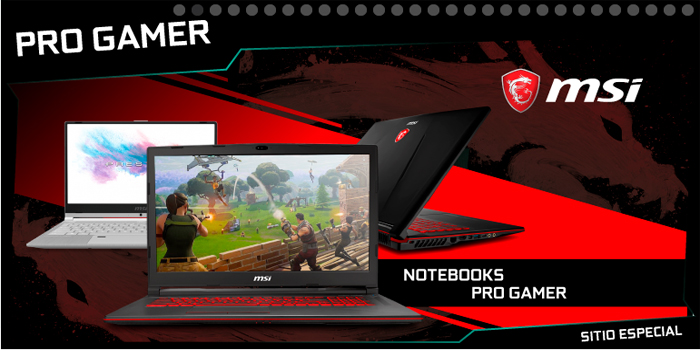 PRO GAMER
msi
msi
NOTEBOOKS
PRO GAMER
SITIO ESPECIAL